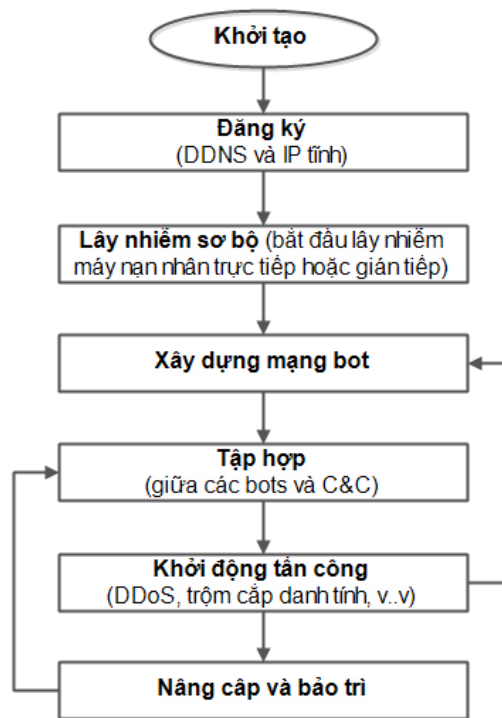 Khởi tạo
Đăng ký
(DDNS và IP tĩnh)
Lây nhiễm sơ bộ (bắt đầu lây nhiễm
máy nạn nhân trực tiếp hoặc gián tiếp)
Xây dựng mạng bot
Tập hợp
(giữa các bots và C&C)
Khởi động tấn công
(DDoS, trộm cắp danh tính, v..v)
Nâng câp và bảo trì